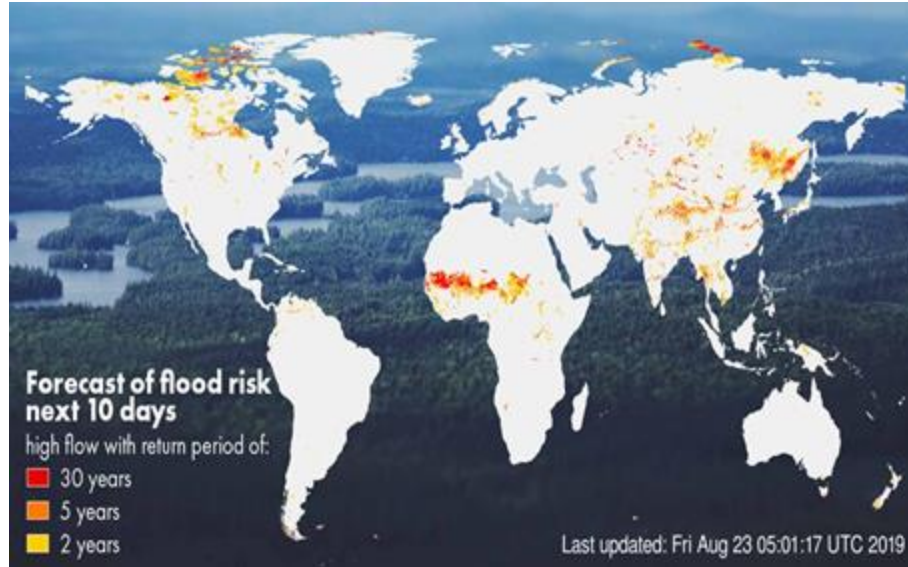 Forecast of flood risk
next 10 days
high flow with return period of:
30 years
5 years
2 years
Last updated: Fri Aug 23 05:01:17 UTC 2019